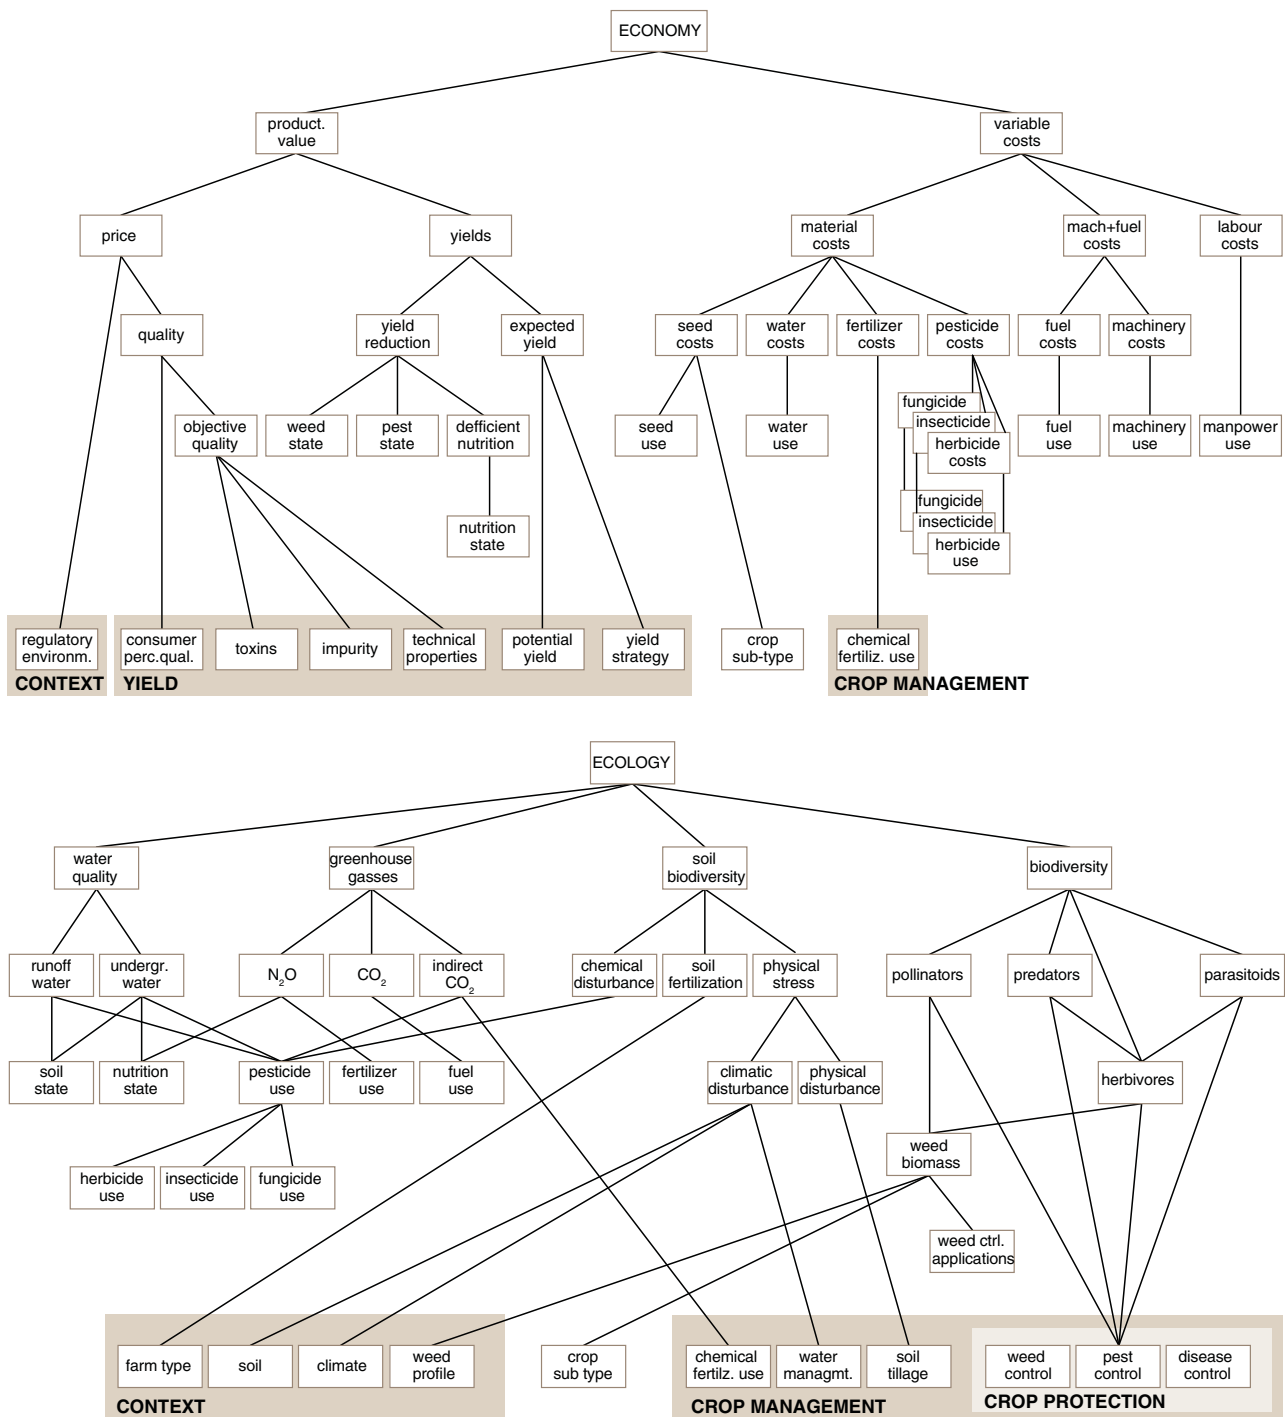 ECONOMY
product.
value
variable
costs
price
yields
material
costs
mach+fuel
costs
labour
costs
quality
yield
reduction
expected
yield
seed
costs
water
costs
fertilizer
costs
pesticide
costs
fuel
costs
machinery
costs
objective
quality
weed
state
pest
state
defficient
nutrition
seed
use
water
use
fungicide
insecticide
herbicide
costs
fuel
use
machinery
use
manpower
use
nutrition
state
fungicide
insecticide
herbicide
use
regulatory
environm.
consumer
perc.qual.
toxins
impurity
technical
properties
potential
yield
yield
strategy
crop
sub-type
chemical
fertiliz. use
CONTEXT
YIELD
CROP MANAGEMENT
ECOLOGY
water
quality
greenhouse
gasses
soil
biodiversity
biodiversity
runoff
water
undergr.
water
N₂O
CO₂
indirect
CO₂
chemical
disturbance
soil
fertilization
physical
stress
pollinators
predators
parasitoids
soil
state
nutrition
state
pesticide
use
fertilizer
use
fuel
use
climatic
disturbance
physical
disturbance
herbivores
weed
biomass
herbicide
use
insecticide
use
fungicide
use
weed ctrl.
applications
farm type
soil
climate
weed
profile
crop
sub type
chemical
fertilz. use
water
managmt.
soil
tillage
weed
control
pest
control
disease
control
CONTEXT
CROP MANAGEMENT
CROP PROTECTION